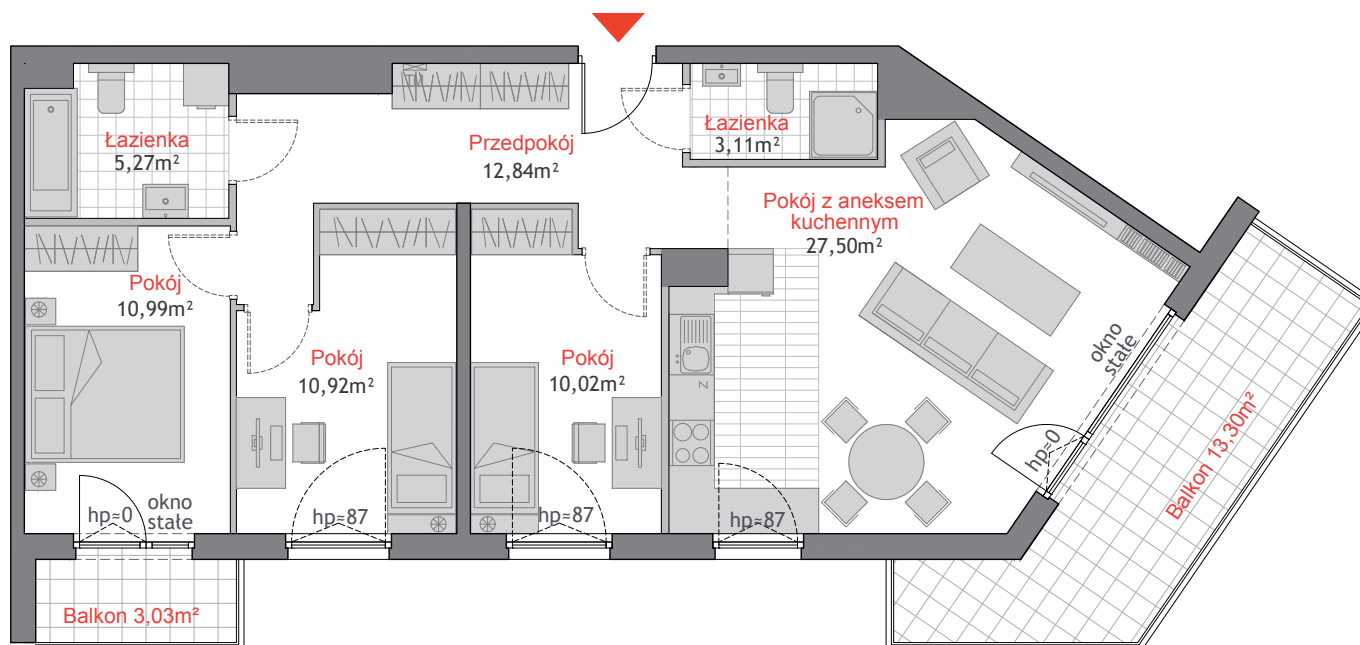 TM
Łazienka
5,27m²
Przedpokój
12,84m²
Łazienka
3,11m²
Pokój z aneksem
kuchennym
27,50m²
Pokój
10,99m²
Pokój
10,92m²
Pokój
10,02m²
Z
okno
stałe
hp≈0
Balkon 13,30m²
hp≈0
okno
stałe
hp≈87
hp≈87
hp≈87
Balkon 3,03m²